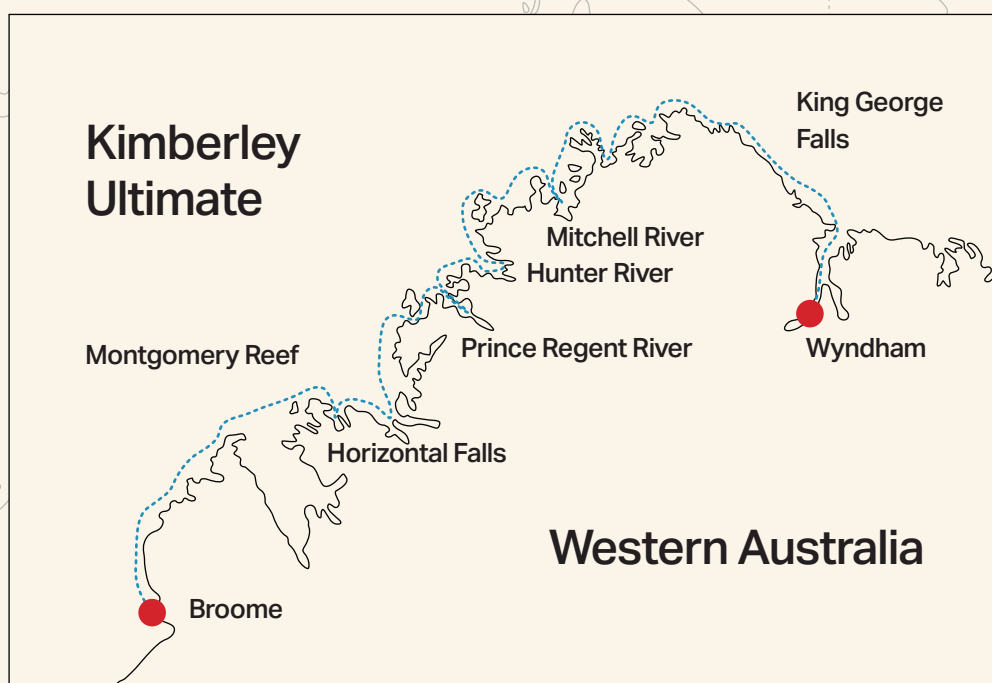 Kimberley
Ultimate
King George
Falls
Mitchell River
Hunter River
Prince Regent River
Wyndham
Montgomery Reef
Horizontal Falls
Western Australia
Broome